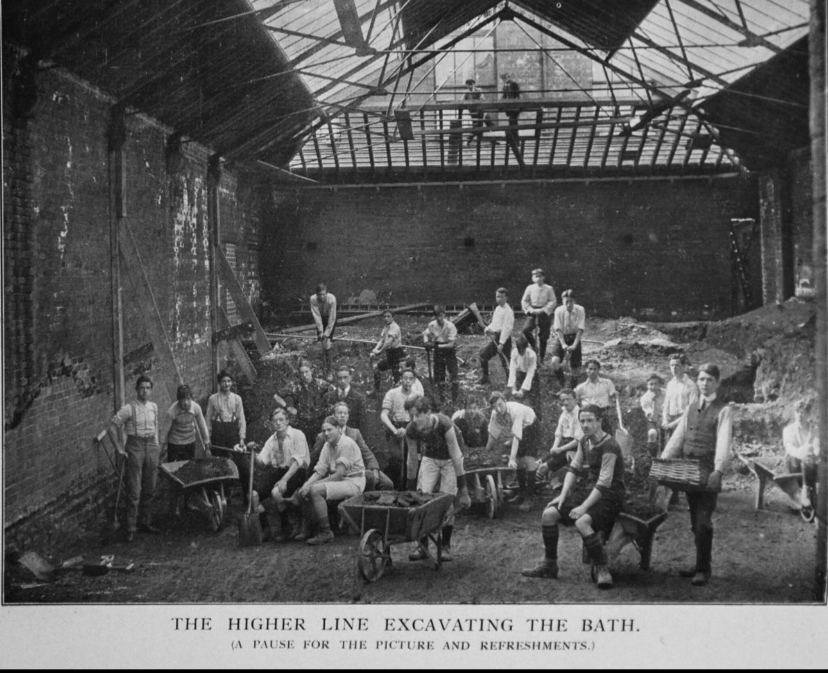 THE HIGHER LINE EXCAVATING THE BATH.
(A PAUSE FOR THE PICTURE AND REFRESHMENTS.)